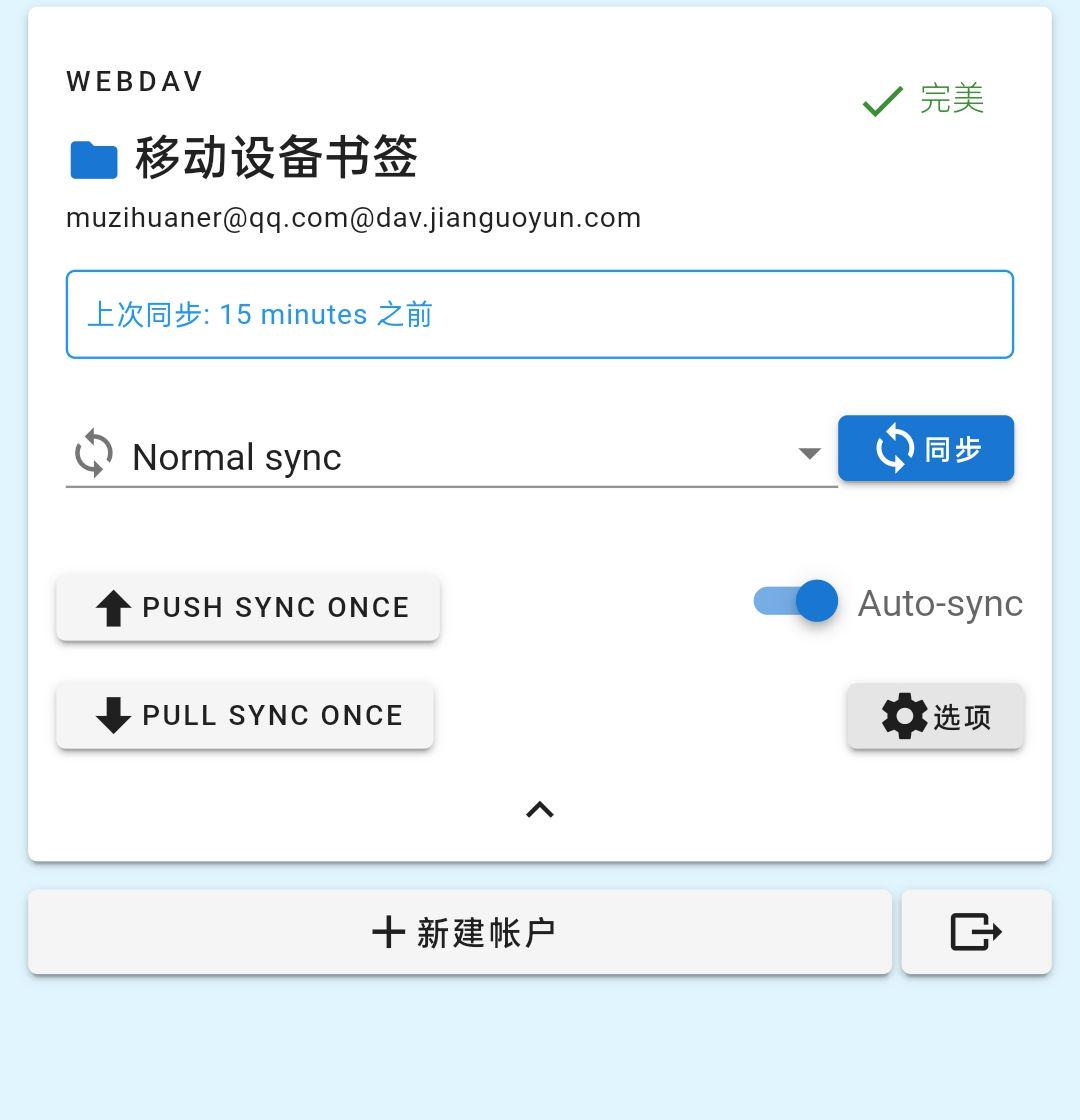 WEBDAV
完美
移动设备书签
muzihuaner@qq.com@dav.jianguoyun.com
上次同步: 15 minutes 之前
Normal sync
同步
PUSH SYNC ONCE
Auto-sync
PULL SYNC ONCE
选项
新建帐户